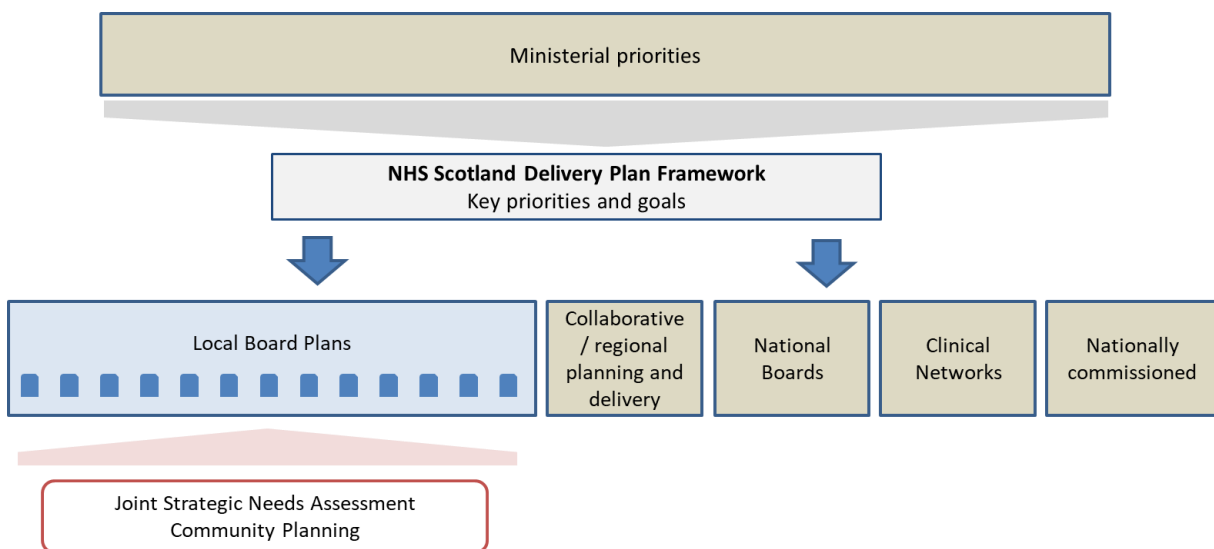 Ministerial priorities
NHS Scotland Delivery Plan Framework
Key priorities and goals
Local Board Plans
Collaborative
/ regional
planning and
delivery
National
Boards
Clinical
Networks
Nationally
commissioned
Joint Strategic Needs Assessment
Community Planning